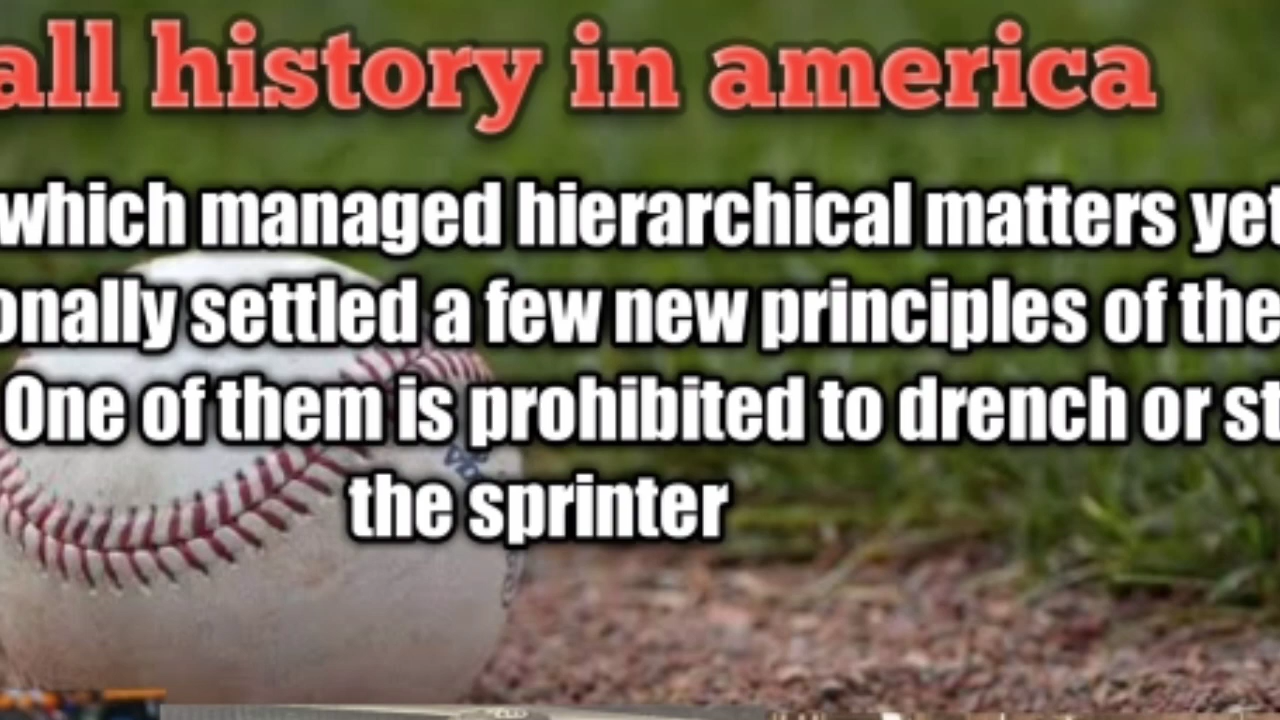 all history in america
which managed hierarchical matters yet
onally settled a few new principles of the
One of them is prohibited to drench or st
the sprinter